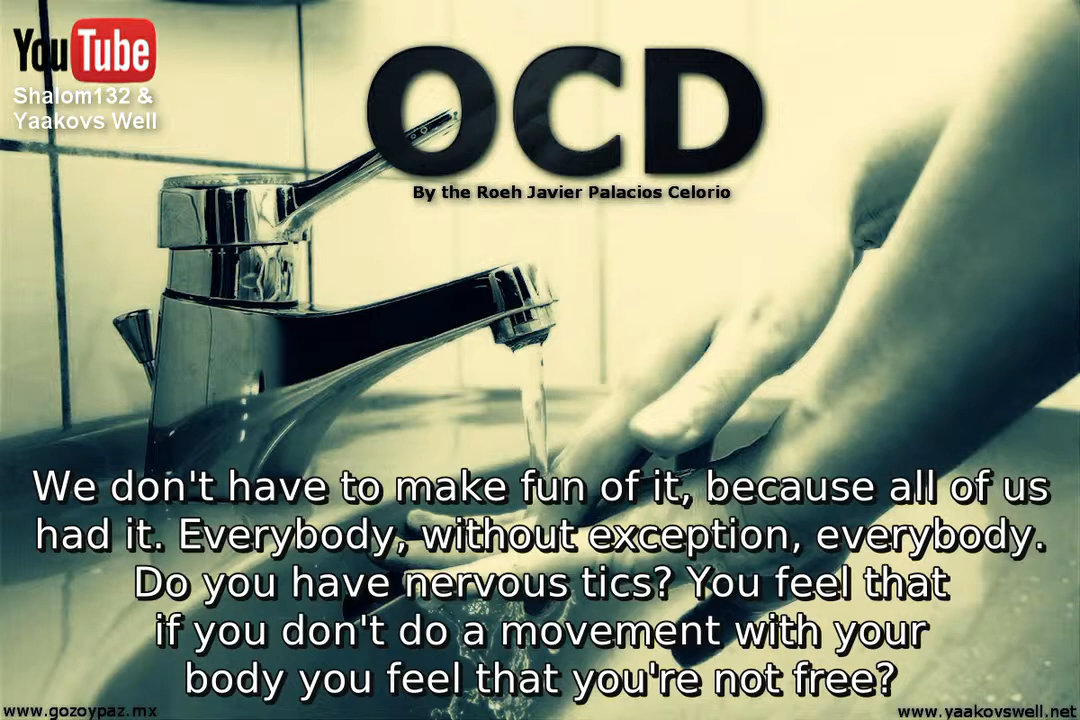 YouTube
Shalom132 &
Yaakovs Well
OCD
By the Roeh Javier Palacios Celorio
We don't have to make fun of it, because all of us
had it. Everybody, without exception, everybody.
Do you have nervous tics? You feel that
if you don't do a movement with your
body you feel that you're not free?
www.gozoypaz.mx
www.yaakovswell.net